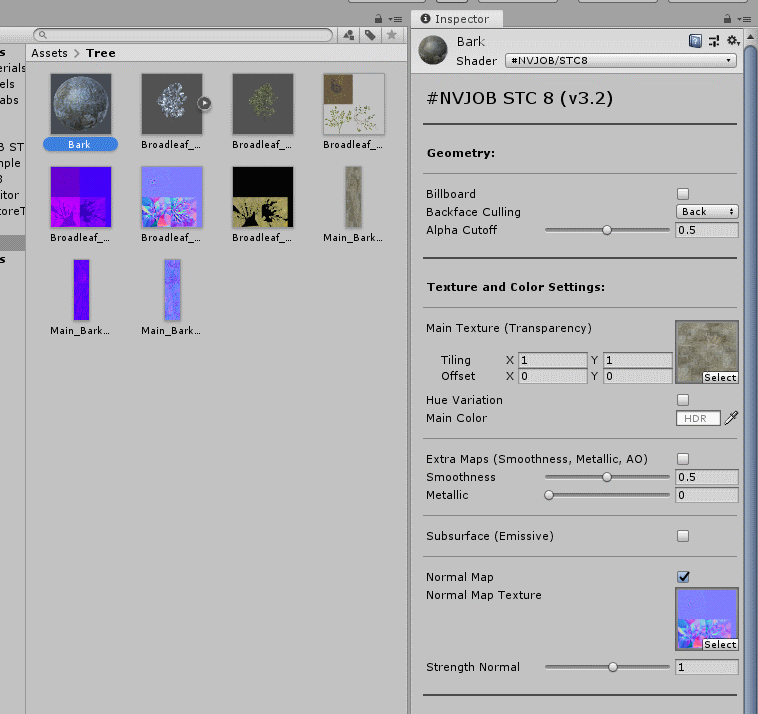 Inspector
s
Assets > Tree
erials
els
abs
Bark
Shader
#NVJOB/STC8
#NVJOB STC 8 (v3.2)
B ST
mple
8
itor
toreT
s
Bark
Broadleaf_...
Broadleaf_...
Broadleaf_...
Broadleaf_...
Broadleaf_...
Broadleaf_...
Main_Bark...
Main_Bark...
Main_Bark...
Geometry:
Billboard
Backface Culling
Back
Alpha Cutoff
0.5
Texture and Color Settings:
Main Texture (Transparency)
Tiling X 1 Y 1
Offset X 0 Y 0
Select
Hue Variation
Main Color
HDR
Extra Maps (Smoothness, Metallic, AO)
Smoothness
0.5
Metallic
0
Subsurface (Emissive)
Normal Map
Normal Map Texture
Select
Strength Normal
1